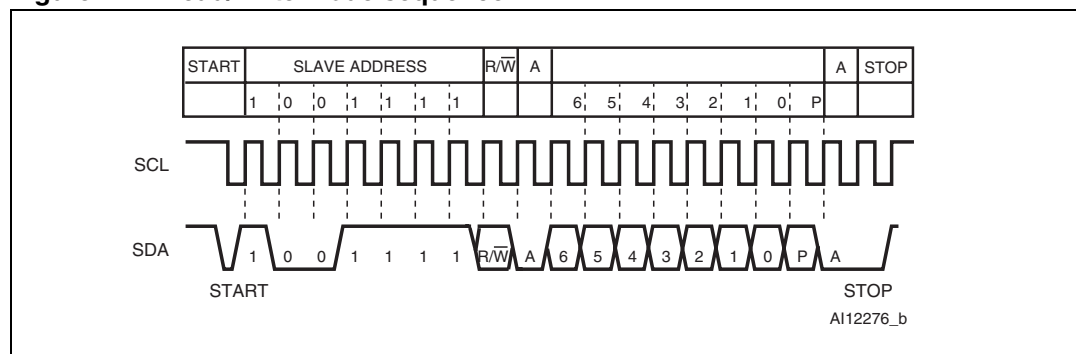 START SLAVE ADDRESS R/W̅ A A STOP
1 0 0 1 1 1 1 6 5 4 3 2 1 0 P
SCL
SDA
1 0 0 1 1 1 1 R/W̅ A 6 5 4 3 2 1 0 P A
START STOP
AI12276_b